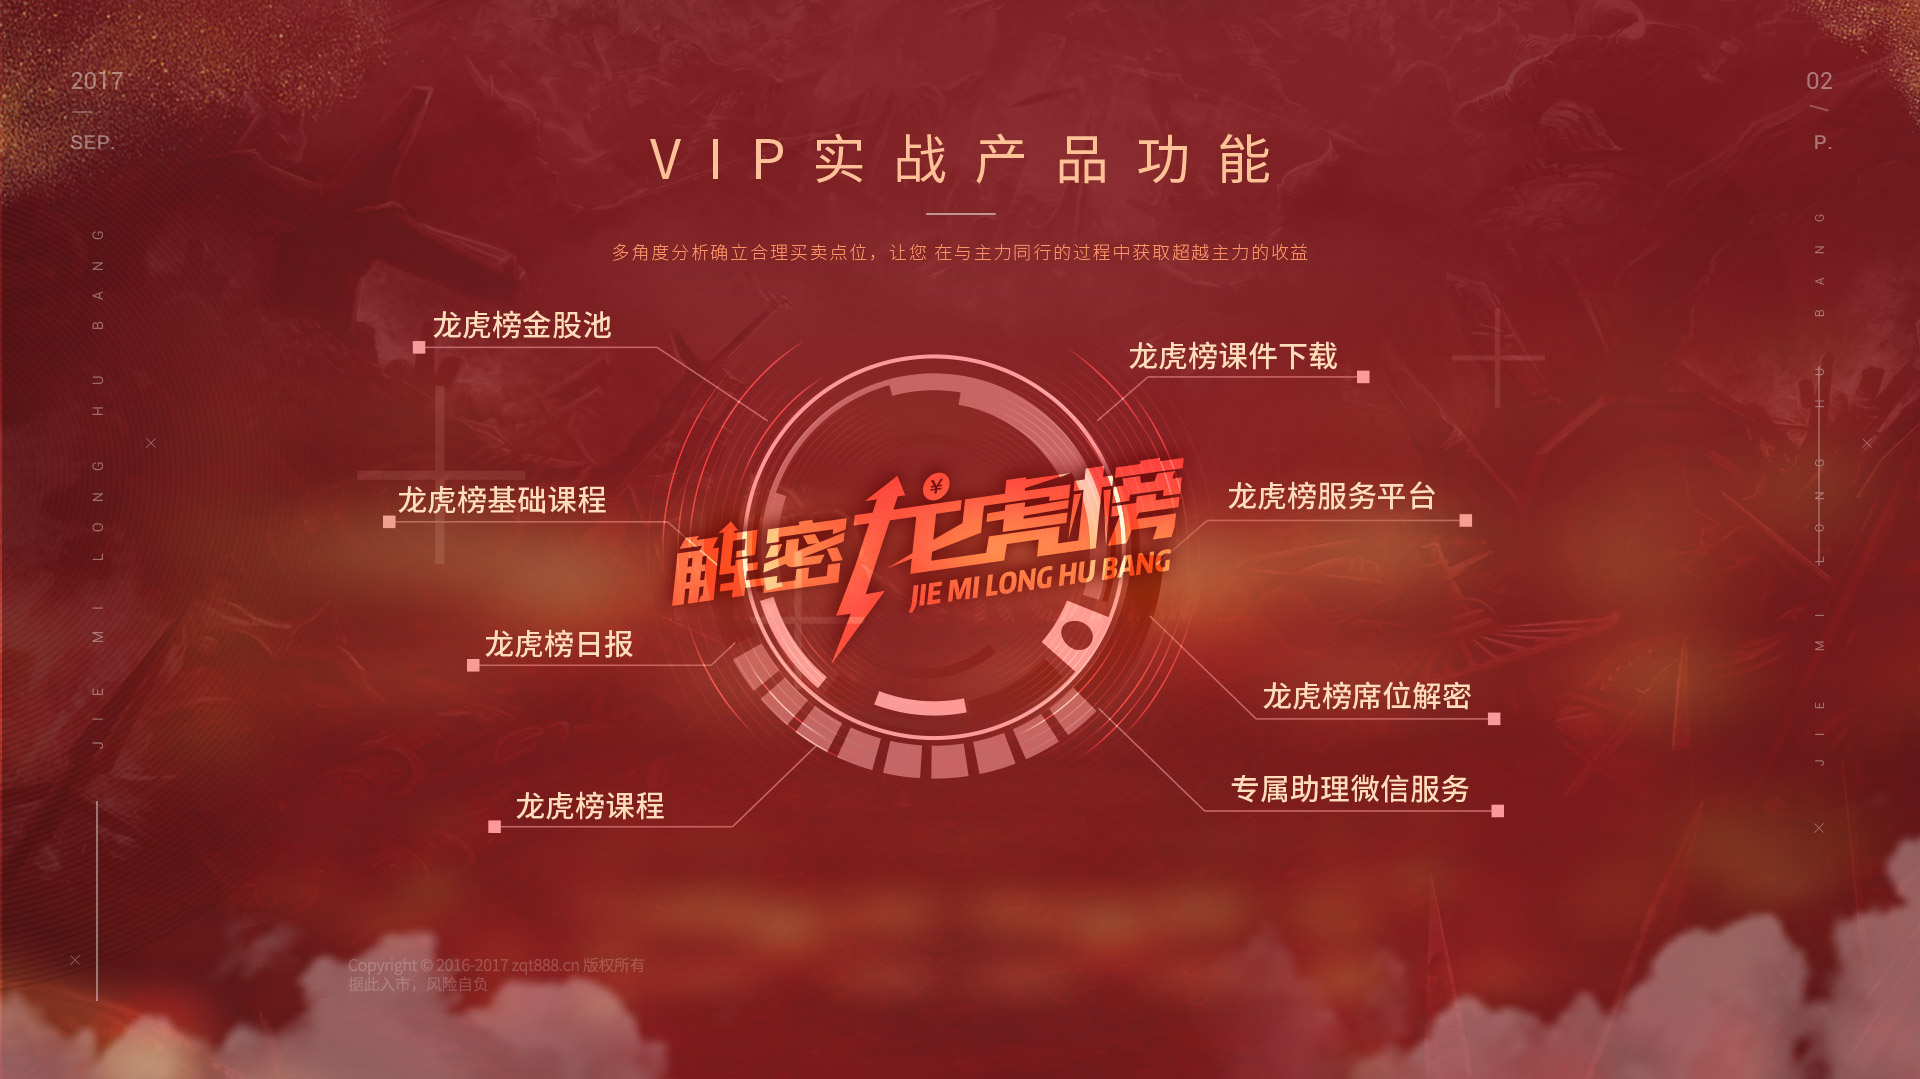 2017
SEP.
02
P.
VIP实战产品功能
多角度分析确立合理买卖点位，让您 在与主力同行的过程中获取超越主力的收益
龙虎榜金股池
龙虎榜课件下载
龙虎榜基础课程
龙虎榜服务平台
解密龙虎榜
¥
JIE MI LONG HU BANG
龙虎榜日报
龙虎榜席位解密
龙虎榜课程
专属助理微信服务
JIE MI LONG HU BANG
JIE MI LONG HU BANG
Copyright © 2016-2017 zqt888.cn 版权所有
据此入市，风险自负